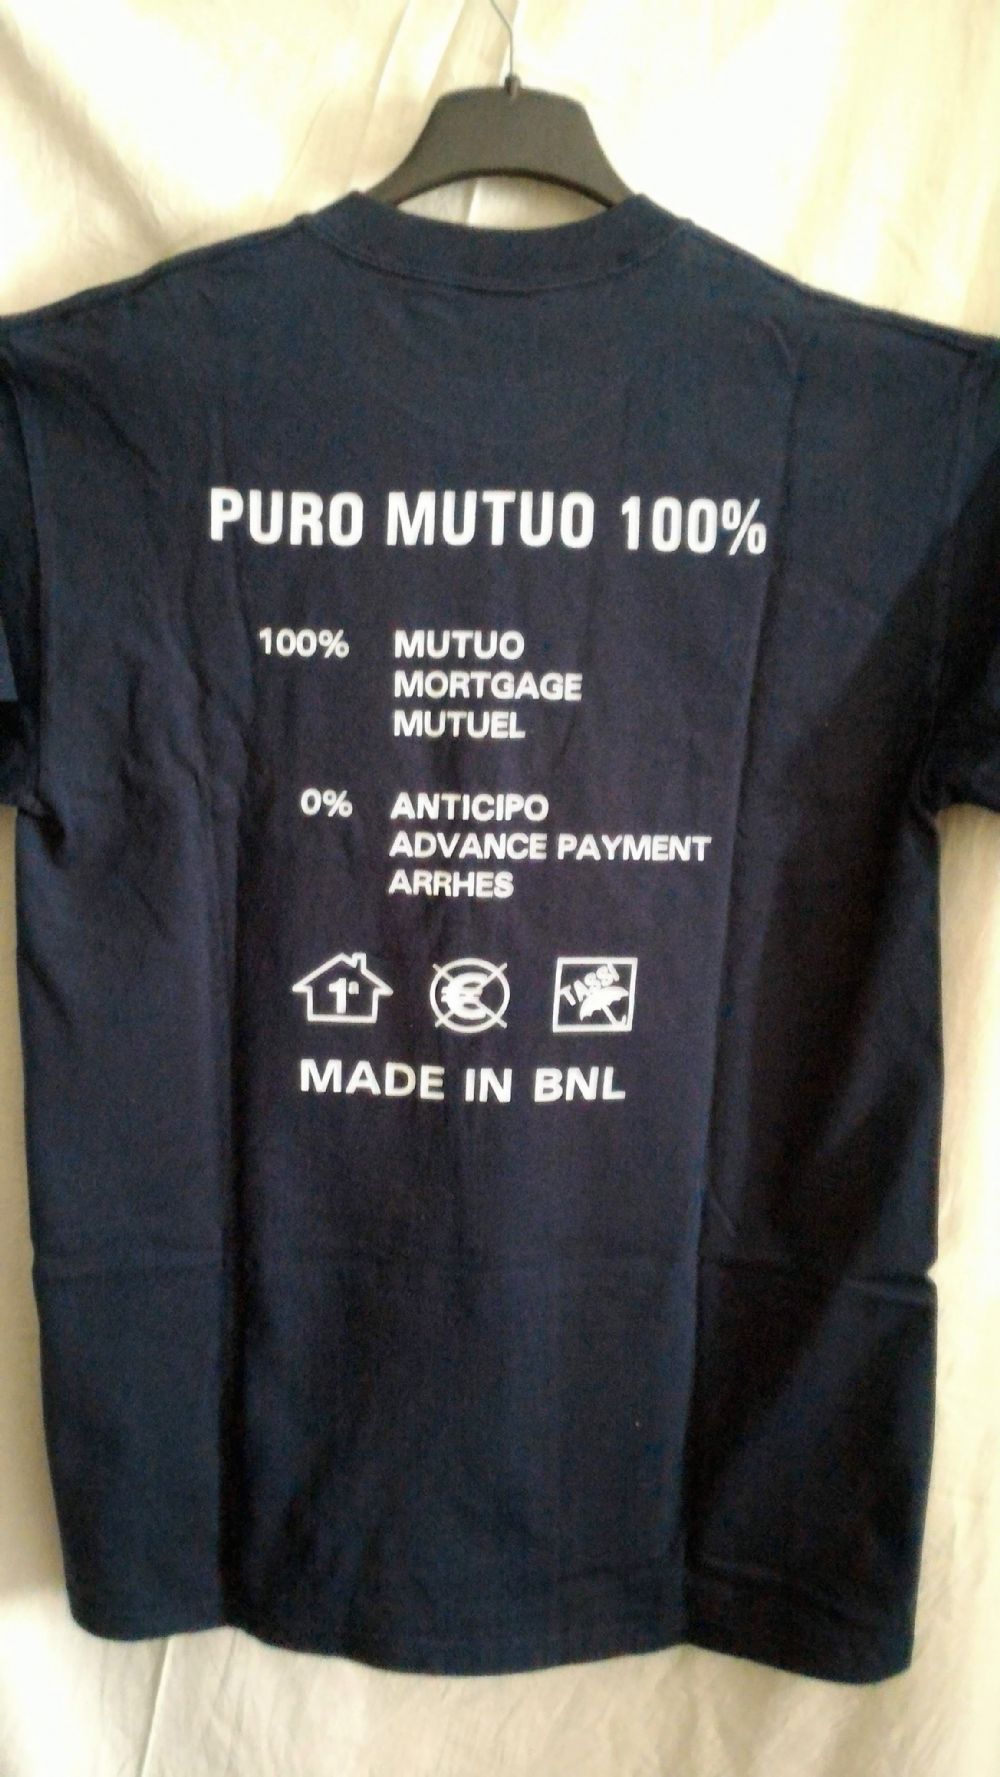 PURO MUTUO 100%
100% MUTUO
MORTGAGE
MUTUEL
0% ANTICIPO
ADVANCE PAYMENT
ARRHES
1ª € TASSI
MADE IN BNL